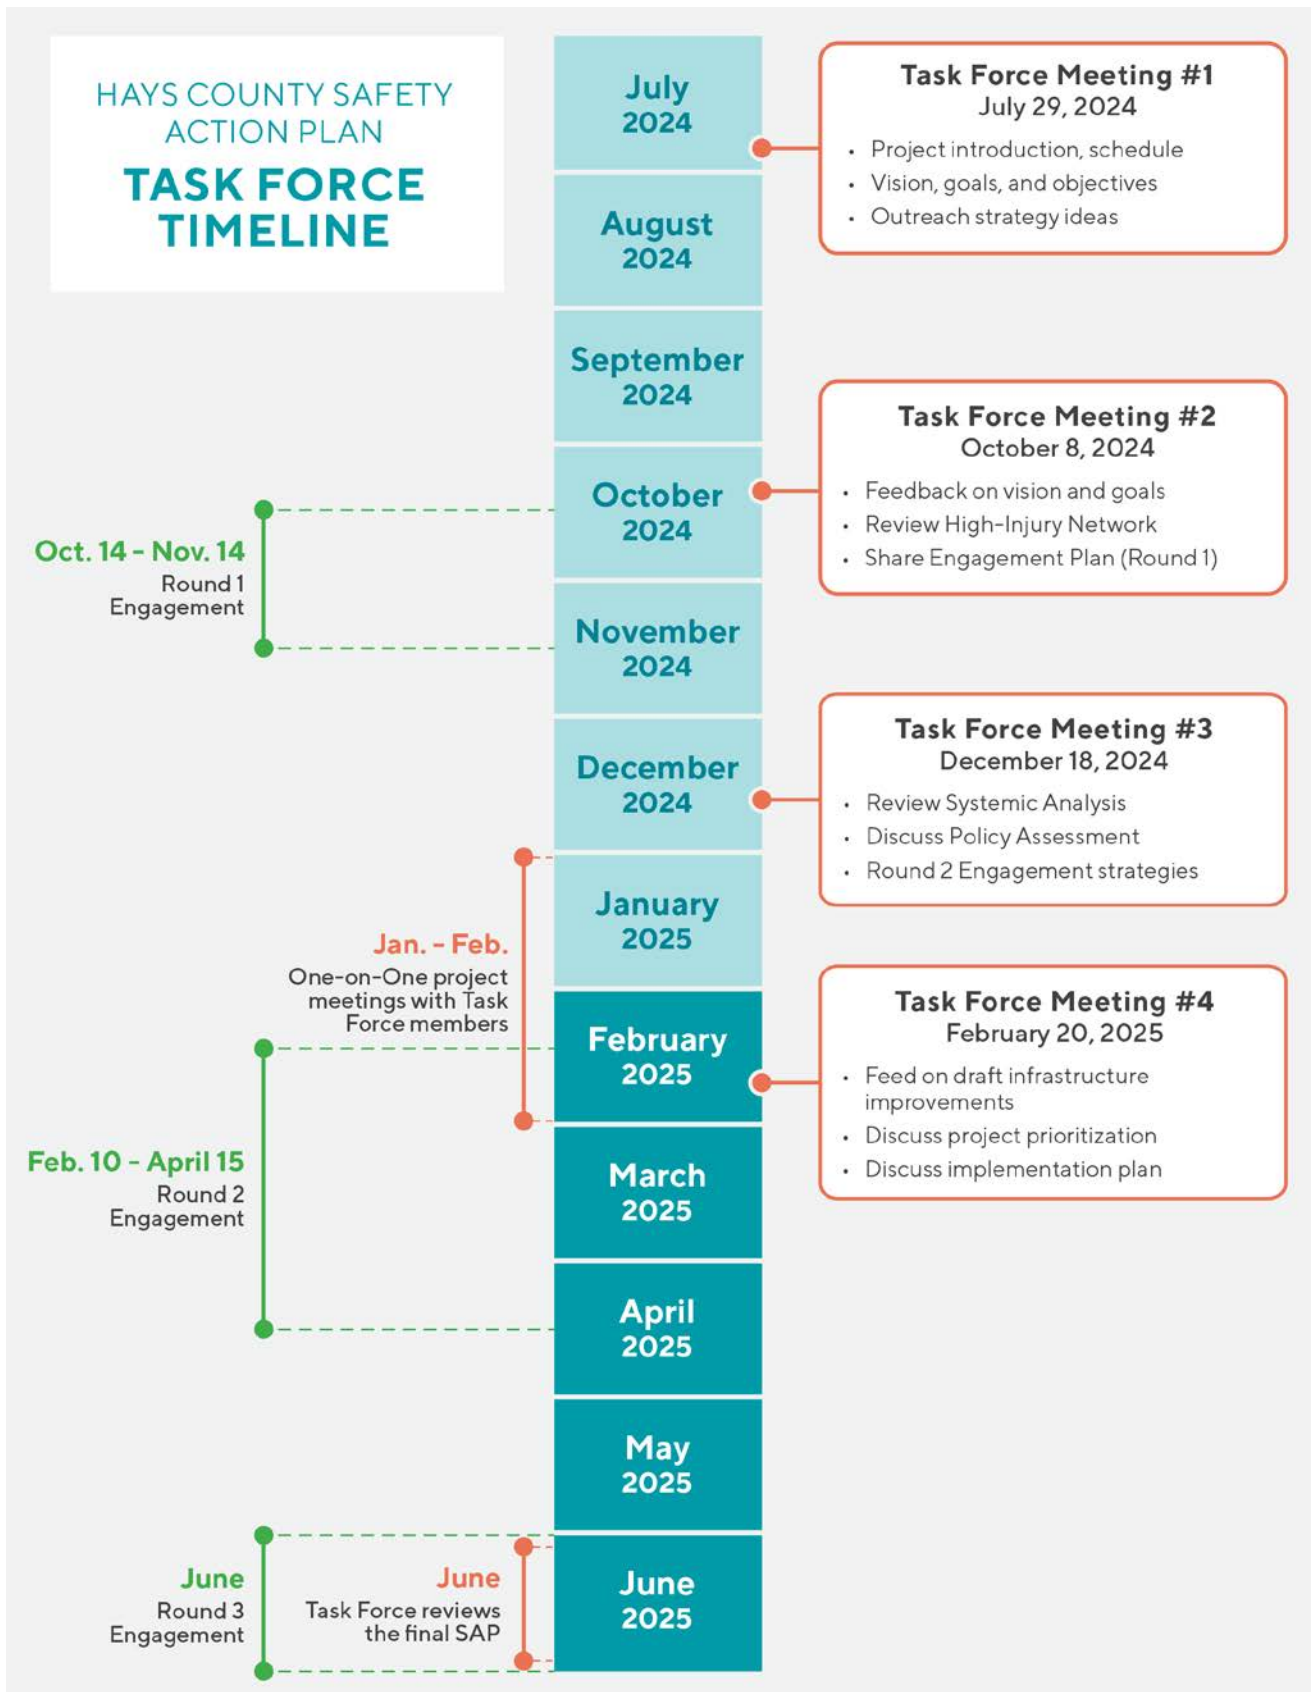 HAYS COUNTY SAFETY
ACTION PLAN
TASK FORCE
TIMELINE
July
2024
August
2024
September
2024
October
2024
November
2024
December
2024
January
2025
February
2025
March
2025
April
2025
May
2025
June
2025
Task Force Meeting #1
July 29, 2024
• Project introduction, schedule
• Vision, goals, and objectives
• Outreach strategy ideas
Task Force Meeting #2
October 8, 2024
• Feedback on vision and goals
• Review High-Injury Network
• Share Engagement Plan (Round 1)
Task Force Meeting #3
December 18, 2024
• Review Systemic Analysis
• Discuss Policy Assessment
• Round 2 Engagement strategies
Task Force Meeting #4
February 20, 2025
• Feed on draft infrastructure
improvements
• Discuss project prioritization
• Discuss implementation plan
Oct. 14 - Nov. 14
Round 1
Engagement
Jan. - Feb.
One-on-One project
meetings with Task
Force members
Feb. 10 - April 15
Round 2
Engagement
June
Round 3
Engagement
June
Task Force reviews
the final SAP